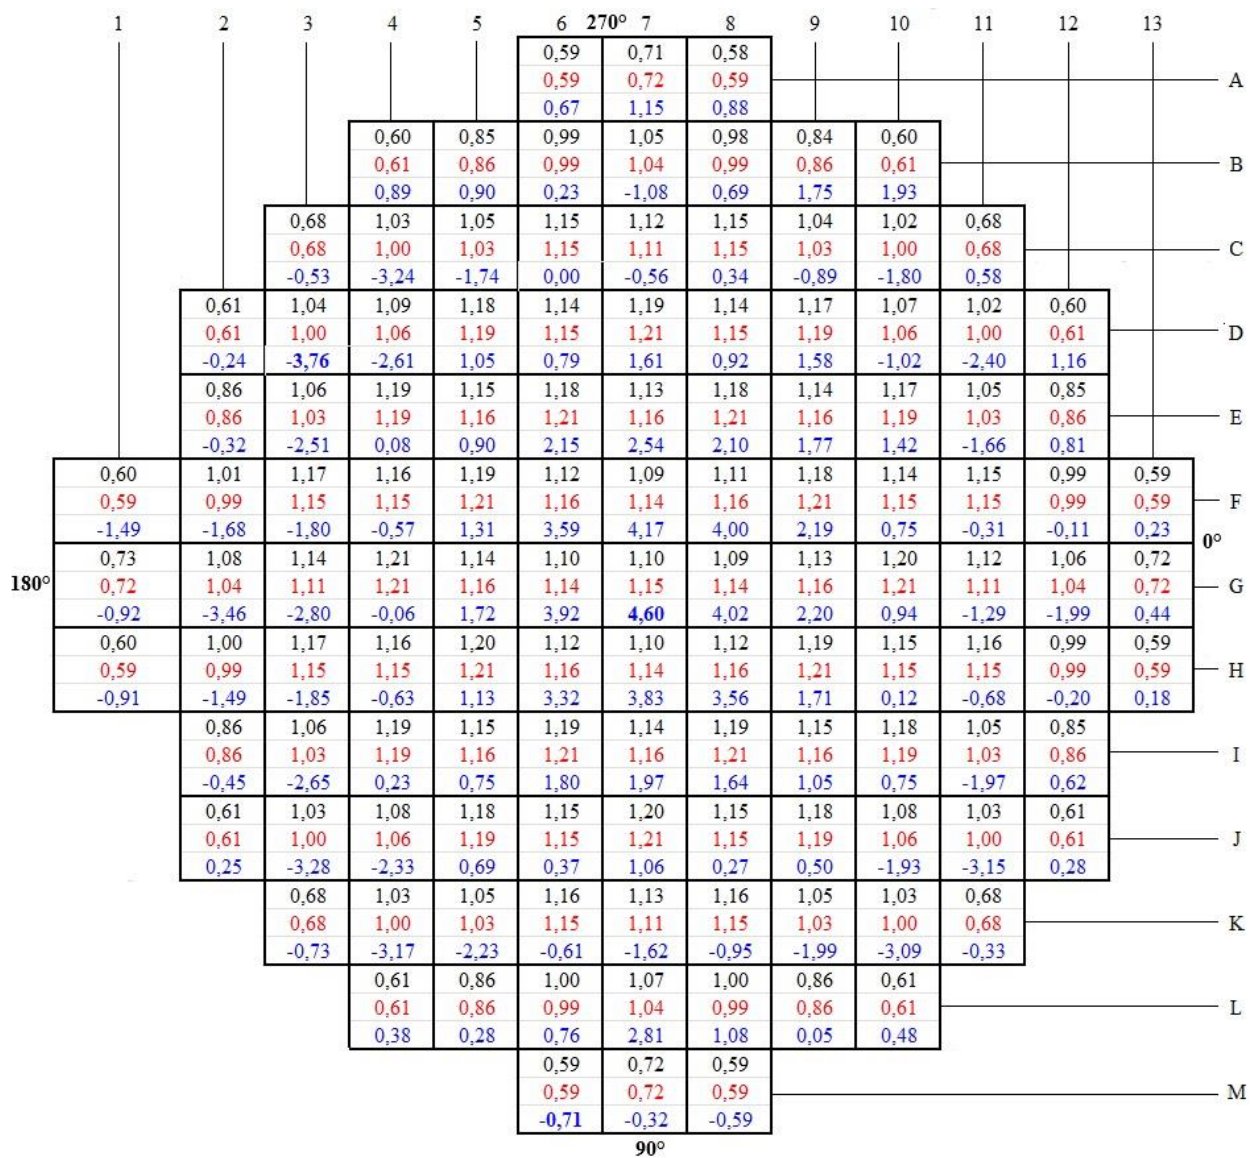 1 2 3 4 5 6 270° 7 8 9 10 11 12 13
0,59 0,71 0,58
0,59 0,72 0,59 A
0,67 1,15 0,88
0,60 0,85 0,99 1,05 0,98 0,84 0,60
0,61 0,86 0,99 1,04 0,99 0,86 0,61 B
0,89 0,90 0,23 -1,08 0,69 1,75 1,93
0,68 1,03 1,05 1,15 1,12 1,15 1,04 1,02 0,68
0,68 1,00 1,03 1,15 1,11 1,15 1,03 1,00 0,68 C
-0,53 -3,24 -1,74 0,00 -0,56 0,34 -0,89 -1,80 0,58
0,61 1,04 1,09 1,18 1,14 1,19 1,14 1,17 1,07 1,02 0,60
0,61 1,00 1,06 1,19 1,15 1,21 1,15 1,19 1,06 1,00 0,61 D
-0,24 -3,76 -2,61 1,05 0,79 1,61 0,92 1,58 -1,02 -2,40 1,16
0,86 1,06 1,19 1,15 1,18 1,13 1,18 1,14 1,17 1,05 0,85
0,86 1,03 1,19 1,16 1,21 1,16 1,21 1,16 1,19 1,03 0,86 E
-0,32 -2,51 0,08 0,90 2,15 2,54 2,10 1,77 1,42 -1,66 0,81
0,60 1,01 1,17 1,16 1,19 1,12 1,09 1,11 1,18 1,14 1,15 0,99 0,59
0,59 0,99 1,15 1,15 1,21 1,16 1,14 1,16 1,21 1,15 1,15 0,99 0,59 F
-1,49 -1,68 -1,80 -0,57 1,31 3,59 4,17 4,00 2,19 0,75 -0,31 -0,11 0,23
0°
0,73 1,08 1,14 1,21 1,14 1,10 1,10 1,09 1,13 1,20 1,12 1,06 0,72
180° 0,72 1,04 1,11 1,21 1,16 1,14 1,15 1,14 1,16 1,21 1,11 1,04 0,72 G
-0,92 -3,46 -2,80 -0,06 1,72 3,92 4,60 4,02 2,20 0,94 -1,29 -1,99 0,44
0,60 1,00 1,17 1,16 1,20 1,12 1,10 1,12 1,19 1,15 1,16 0,99 0,59
0,59 0,99 1,15 1,15 1,21 1,16 1,14 1,16 1,21 1,15 1,15 0,99 0,59 H
-0,91 -1,49 -1,85 -0,63 1,13 3,32 3,83 3,56 1,71 0,12 -0,68 -0,20 0,18
0,86 1,06 1,19 1,15 1,19 1,14 1,19 1,15 1,18 1,05 0,85
0,86 1,03 1,19 1,16 1,21 1,16 1,21 1,16 1,19 1,03 0,86 I
-0,45 -2,65 0,23 0,75 1,80 1,97 1,64 1,05 0,75 -1,97 0,62
0,61 1,03 1,08 1,18 1,15 1,20 1,15 1,18 1,08 1,03 0,61
0,61 1,00 1,06 1,19 1,15 1,21 1,15 1,19 1,06 1,00 0,61 J
0,25 -3,28 -2,33 0,69 0,37 1,06 0,27 0,50 -1,93 -3,15 0,28
0,68 1,03 1,05 1,16 1,13 1,16 1,05 1,03 0,68
0,68 1,00 1,03 1,15 1,11 1,15 1,03 1,00 0,68 K
-0,73 -3,17 -2,23 -0,61 -1,62 -0,95 -1,99 -3,09 -0,33
0,61 0,86 1,00 1,07 1,00 0,86 0,61
0,61 0,86 0,99 1,04 0,99 0,86 0,61 L
0,38 0,28 0,76 2,81 1,08 0,05 0,48
0,59 0,72 0,59
0,59 0,72 0,59 M
-0,71 -0,32 -0,59
90°